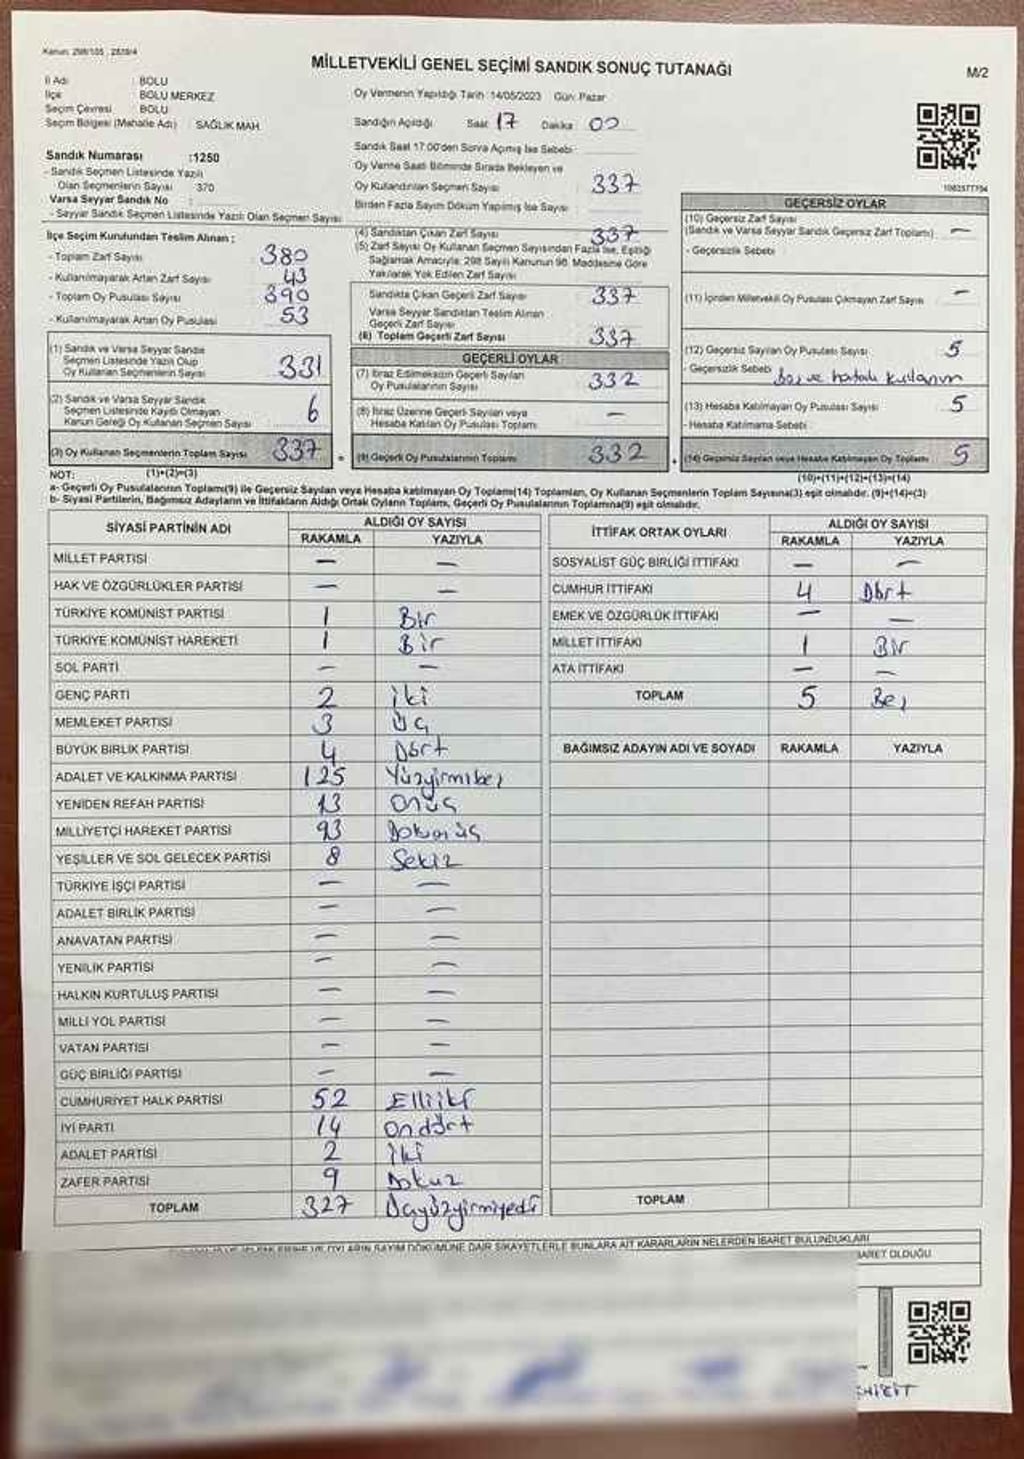 Kanun: 298/105 , 2839/4
MİLLETVEKİLİ GENEL SEÇİMİ SANDIK SONUÇ TUTANAĞI
M/2
İl Adı : BOLU
İlçe : BOLU MERKEZ
Seçim Çevresi : BOLU
Seçim Bölgesi (Mahalle Adı) : SAĞLIK MAH.
Oy Vermenin Yapıldığı Tarih :14/05/2023 Gün: Pazar
Sandığın Açıldığı Saat: 17 Dakika: 00
Sandık Numarası :1250
- Sandık Seçmen Listesinde Yazılı
Olan Seçmenlerin Sayısı : 370
Varsa Seyyar Sandık No :
- Seyyar Sandık Seçmen Listesinde Yazılı Olan Seçmen Sayısı
Sandık Saat 17:00'den Sonra Açılmış İse Sebebi
Oy Verme Saati Bitiminde Sırada Bekleyen ve
Oy Kullandırılan Seçmen Sayısı 337
Birden Fazla Sayım Döküm Yapılmış İse Sayısı
İlçe Seçim Kurulundan Teslim Alınan ;
- Toplam Zarf Sayısı 380
- Kullanılmayarak Artan Zarf Sayısı 43
- Toplam Oy Pusulası Sayısı 390
- Kullanılmayarak Artan Oy Pusulası 53
(1) Sandık ve Varsa Seyyar Sandık
Seçmen Listesinde Yazılı Olup
Oy Kullanan Seçmenlerin Sayısı 331
(2) Sandık ve Varsa Seyyar Sandık
Seçmen Listesinde Kayıtlı Olmayan
Kanun Gereği Oy Kullanan Seçmen Sayısı 6
(3) Oy Kullanan Seçmenlerin Toplam Sayısı 337
(4) Sandıktan Çıkan Zarf Sayısı 337
(5) Zarf Sayısı Oy Kullanan Seçmen Sayısından Fazla İse, Eşitliği
Sağlamak Amacıyla, 298 Sayılı Kanunun 98. Maddesine Göre
Yakılarak Yok Edilen Zarf Sayısı
Sandıkta Çıkan Geçerli Zarf Sayısı 337
Varsa Seyyar Sandıktan Teslim Alınan
Geçerli Zarf Sayısı
(6) Toplam Geçerli Zarf Sayısı 337
GEÇERLİ OYLAR
(7) İtiraz Edilmeksizin Geçerli Sayılan
Oy Pusulalarının Sayısı 332
(8) İtiraz Üzerine Geçerli Sayılan veya
Hesaba Katılan Oy Pusulaları Toplamı —
(9) Geçerli Oy Pusulalarının Toplamı 332
1062577704
GEÇERSİZ OYLAR
(10) Geçersiz Zarf Sayısı
(Sandık ve Varsa Seyyar Sandık Geçersiz Zarf Toplamı) —
- Geçersizlik Sebebi
(11) İçinden Milletvekili Oy Pusulası Çıkmayan Zarf Sayısı —
(12) Geçersiz Sayılan Oy Pusulası Sayısı 5
- Geçersizlik Sebebi Boş ve hatalı kullanım
(13) Hesaba Katılmayan Oy Pusulası Sayısı 5
- Hesaba Katılmama Sebebi
(14) Geçersiz Sayılan veya Hesaba Katılmayan Oy Toplamı 5
NOT: (1)+(2)=(3) (10)+(11)+(12)+(13)=(14)
a- Geçerli Oy Pusulalarının Toplamı(9) ile Geçersiz Sayılan veya Hesaba katılmayan Oy Toplamı(14) Toplamları, Oy Kullanan Seçmenlerin Toplam Sayısına(3) eşit olmalıdır. (9)+(14)=(3)
b- Siyasi Partilerin, Bağımsız Adayların ve İttifakların Aldığı Ortak Oyların Toplamı, Geçerli Oy Pusulalarının Toplamına(9) eşit olmalıdır.
SİYASİ PARTİNİN ADI ALDIĞI OY SAYISI
RAKAMLA YAZIYLA
MİLLET PARTİSİ — —
HAK VE ÖZGÜRLÜKLER PARTİSİ — —
TÜRKİYE KOMÜNİST PARTİSİ 1 Bir
TÜRKİYE KOMÜNİST HAREKETİ 1 Bir
SOL PARTİ — —
GENÇ PARTİ 2 iki
MEMLEKET PARTİSİ 3 Üç
BÜYÜK BİRLİK PARTİSİ 4 Dört
ADALET VE KALKINMA PARTİSİ 125 Yüzyirmibeş
YENİDEN REFAH PARTİSİ 13 Onüç
MİLLİYETÇİ HAREKET PARTİSİ 93
YEŞİLLER VE SOL GELECEK PARTİSİ 8 Sekiz
TÜRKİYE İŞÇİ PARTİSİ — —
ADALET BİRLİK PARTİSİ — —
ANAVATAN PARTİSİ — —
YENİLİK PARTİSİ — —
HALKIN KURTULUŞ PARTİSİ — —
MİLLİ YOL PARTİSİ — —
VATAN PARTİSİ — —
GÜÇ BİRLİĞİ PARTİSİ — —
CUMHURİYET HALK PARTİSİ 52 Elliiki
İYİ PARTİ 14 Ondört
ADALET PARTİSİ 2 İki
ZAFER PARTİSİ 9 Dokuz
TOPLAM 327 Üçyüzyirmiyedi
İTTİFAK ORTAK OYLARI ALDIĞI OY SAYISI
RAKAMLA YAZIYLA
SOSYALİST GÜÇ BİRLİĞİ İTTİFAKI — —
CUMHUR İTTİFAKI 4 Dört
EMEK VE ÖZGÜRLÜK İTTİFAKI — —
MİLLET İTTİFAKI 1 Bir
ATA İTTİFAKI — —
TOPLAM 5 Beş
BAĞIMSIZ ADAYIN ADI VE SOYADI RAKAMLA YAZIYLA
TOPLAM
OYLARIN SAYIM DÖKÜMÜNE DAİR ŞİKAYETLERLE BUNLARA AİT KARARLARIN NELERDEN İBARET BULUNDUKLARI
İBARET OLDUĞU